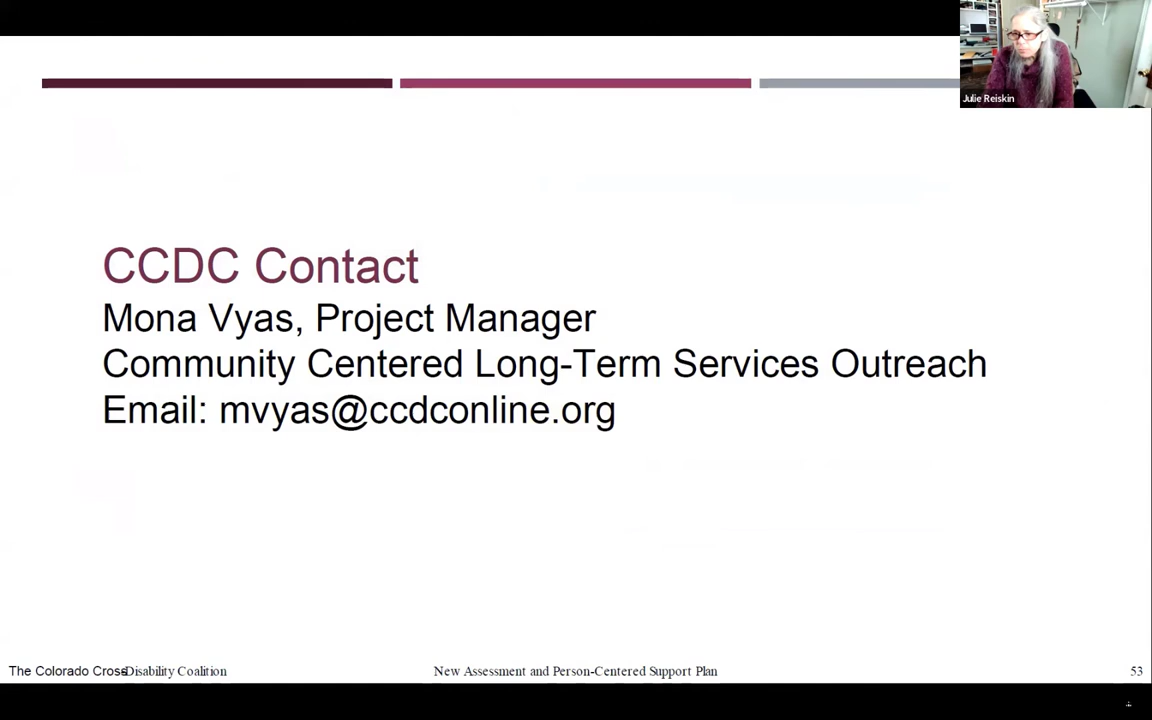 Julie Reiskin
CCDC Contact
Mona Vyas, Project Manager
Community Centered Long-Term Services Outreach
Email: mvyas@ccdconline.org
The Colorado Cross-Disability Coalition
New Assessment and Person-Centered Support Plan
53